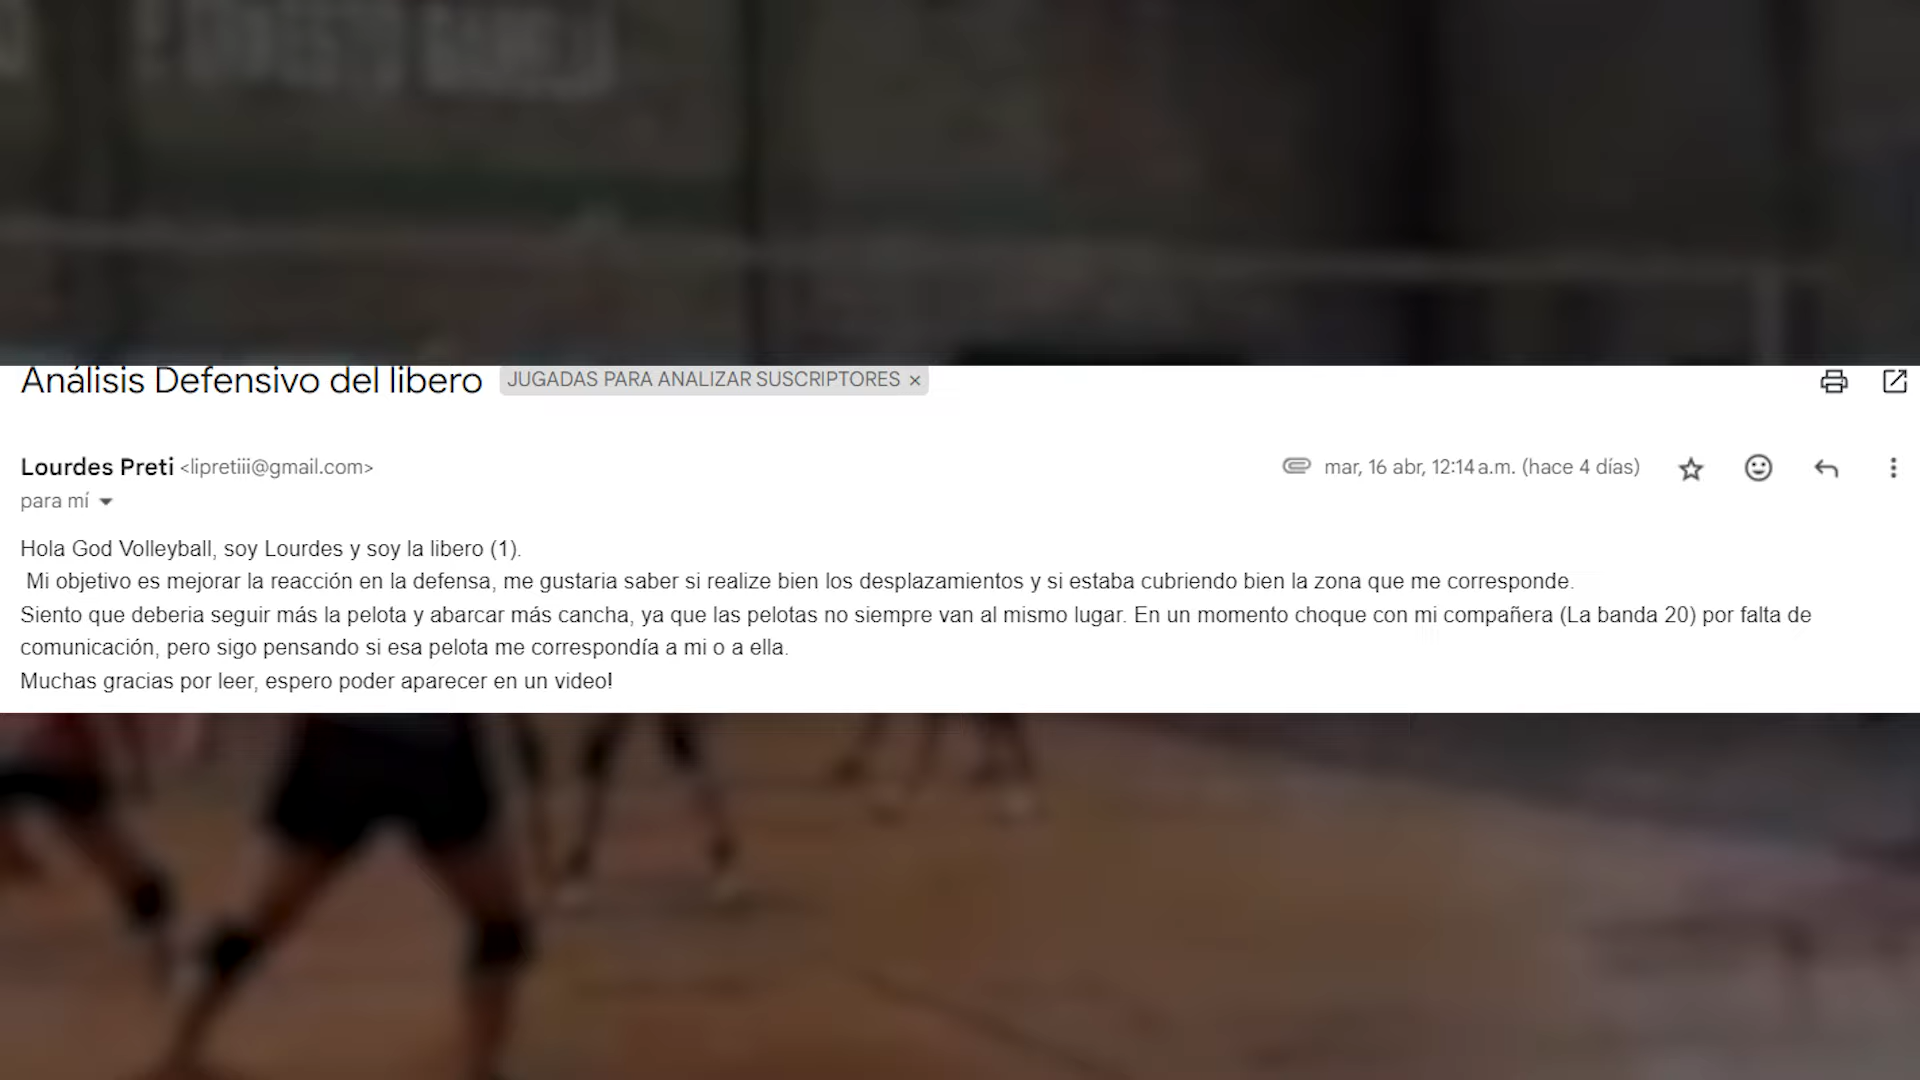 Análisis Defensivo del libero JUGADAS PARA ANALIZAR SUSCRIPTORES ×
Lourdes Preti <lipretiii@gmail.com> mar, 16 abr, 12:14 a.m. (hace 4 días)
para mí
Hola God Volleyball, soy Lourdes y soy la libero (1).
Mi objetivo es mejorar la reacción en la defensa, me gustaria saber si realize bien los desplazamientos y si estaba cubriendo bien la zona que me corresponde.
Siento que deberia seguir más la pelota y abarcar más cancha, ya que las pelotas no siempre van al mismo lugar. En un momento choque con mi compañera (La banda 20) por falta de
comunicación, pero sigo pensando si esa pelota me correspondía a mi o a ella.
Muchas gracias por leer, espero poder aparecer en un video!